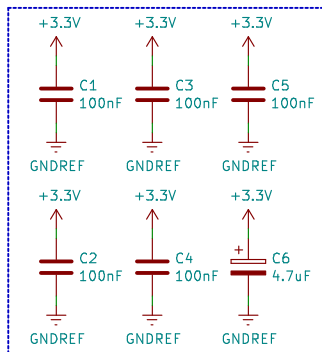 +3.3V +3.3V +3.3V
C1 C3 C5
100nF 100nF 100nF
GNDREF GNDREF GNDREF
+3.3V +3.3V +3.3V
+
C2 C4 C6
100nF 100nF 4.7uF
GNDREF GNDREF GNDREF